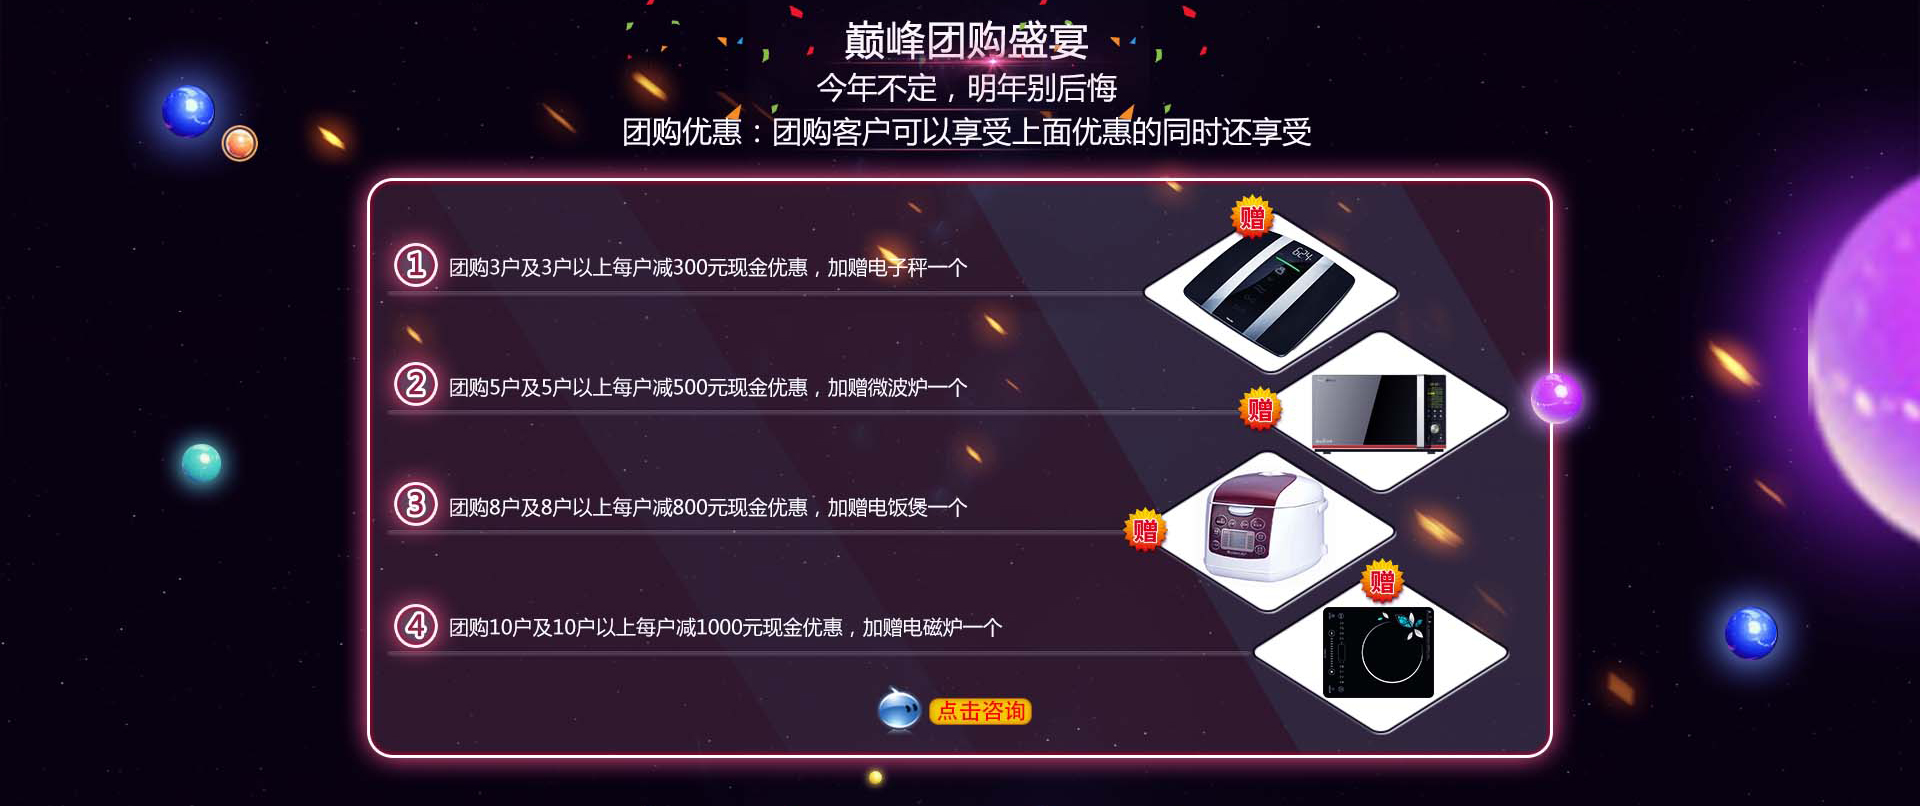 巅峰团购盛宴
今年不定，明年别后悔
团购优惠：团购客户可以享受上面优惠的同时还享受
赠
1 团购3户及3户以上每户减300元现金优惠，加赠电子秤一个
2 团购5户及5户以上每户减500元现金优惠，加赠微波炉一个
赠
3 团购8户及8户以上每户减800元现金优惠，加赠电饭煲一个
赠
赠
4 团购10户及10户以上每户减1000元现金优惠，加赠电磁炉一个
点击咨询